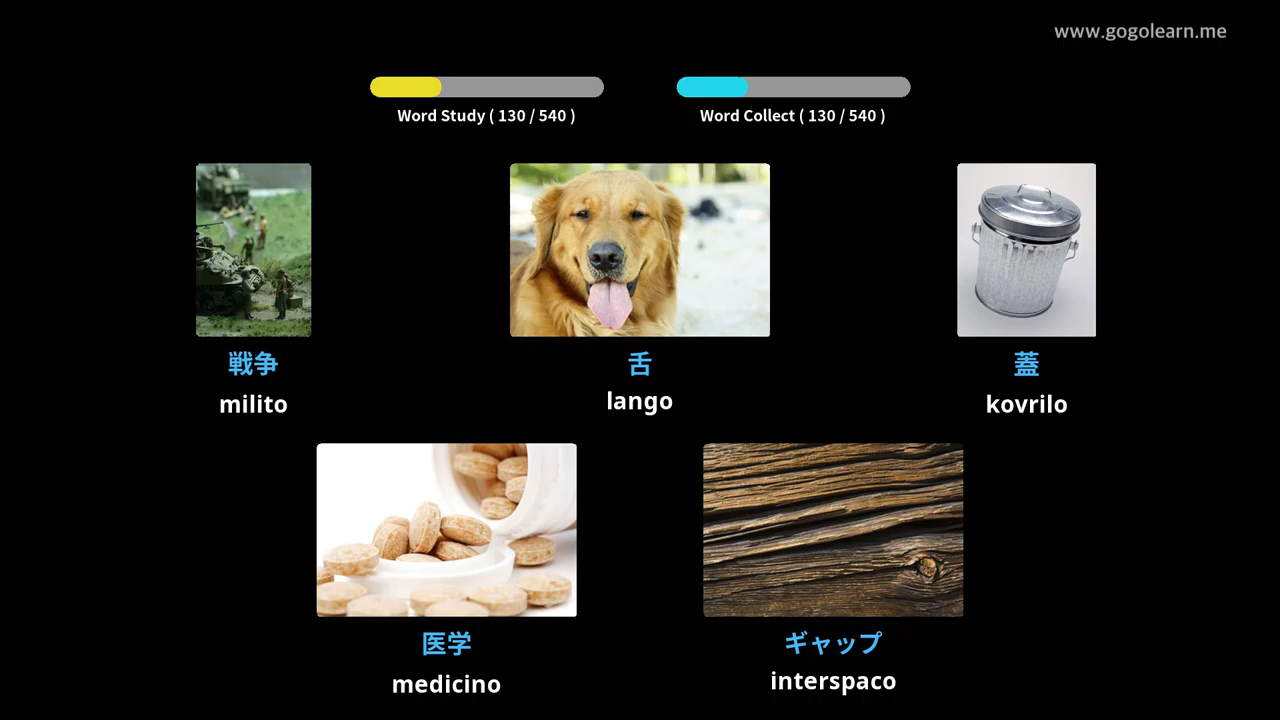 www.gogolearn.me
Word Study ( 130 / 540 )
Word Collect ( 130 / 540 )
戦争
milito
舌
lango
蓋
kovrilo
医学
medicino
ギャップ
interspaco